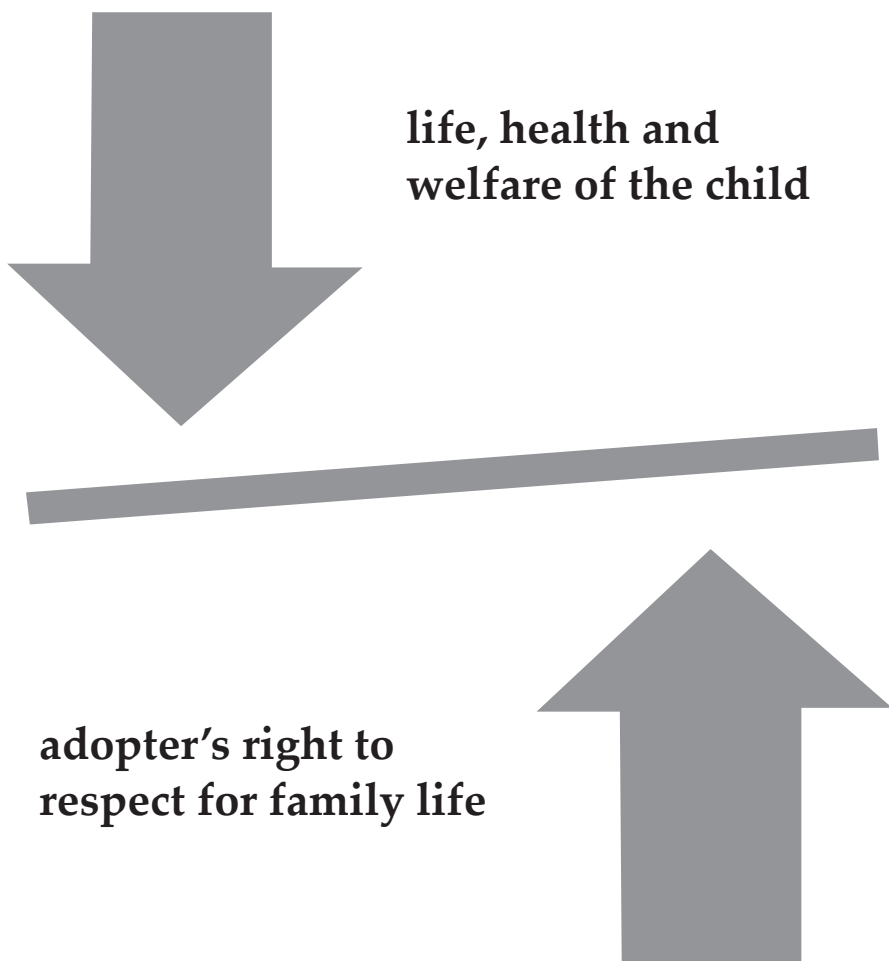 life, health and
welfare of the child
adopter’s right to
respect for family life